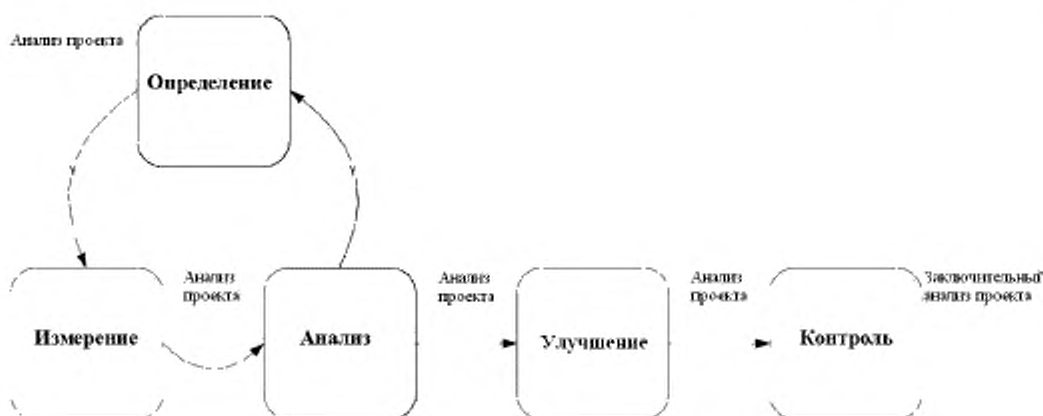 Анализ проекта
Определение
Анализ
проекта
Анализ
проекта
Анализ
проекта
Заключительный
анализ проекта
Измерение
Анализ
Улучшение
Контроль